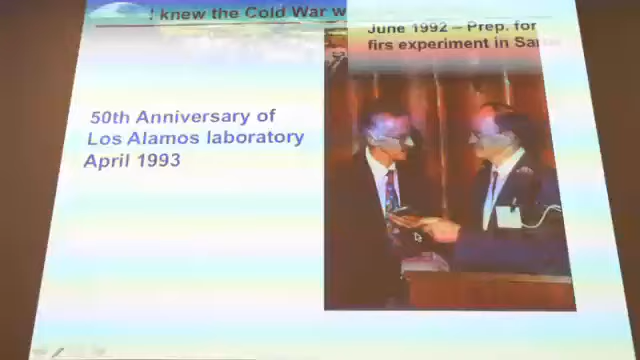 I knew the Cold War w
June 1992 – Prep. for
firs experiment in Sar
50th Anniversary of
Los Alamos laboratory
April 1993